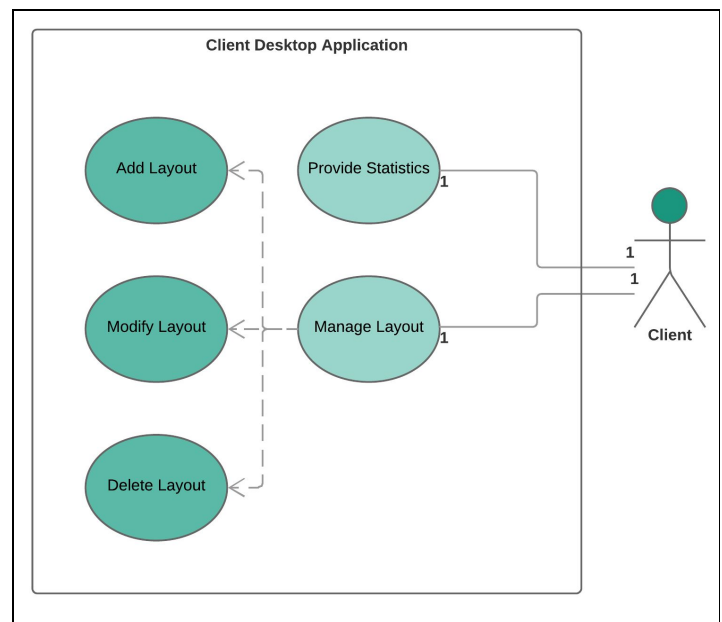 Client Desktop Application
Add Layout
Provide Statistics
1
1
1
Modify Layout
Manage Layout
1
Client
Delete Layout